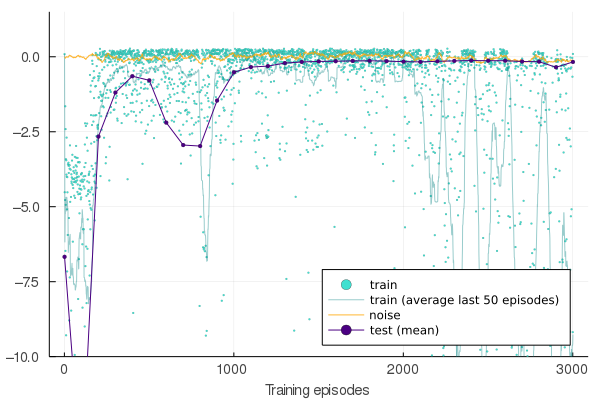 0.0
−2.5
−5.0
−7.5
−10.0
0
1000
2000
3000
Training episodes
train
train (average last 50 episodes)
noise
test (mean)